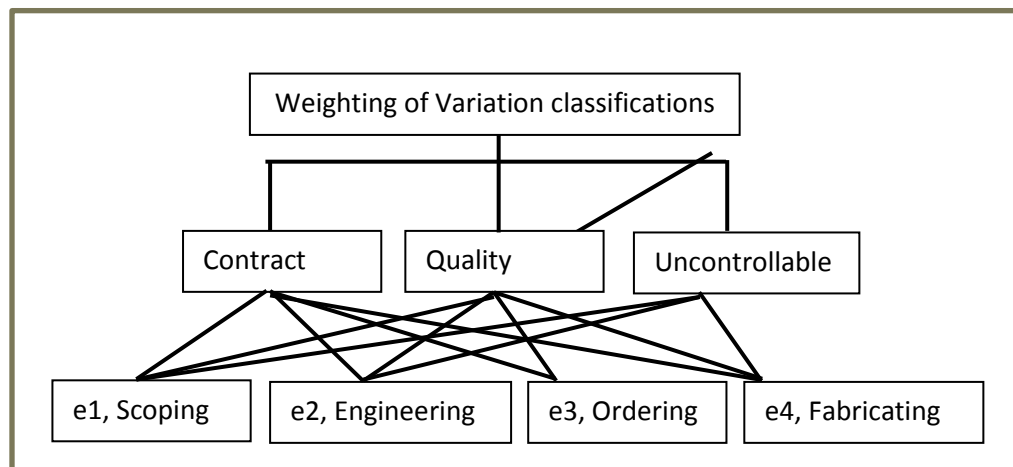 Weighting of Variation classifications
Contract
Quality
Uncontrollable
e1, Scoping
e2, Engineering
e3, Ordering
e4, Fabricating